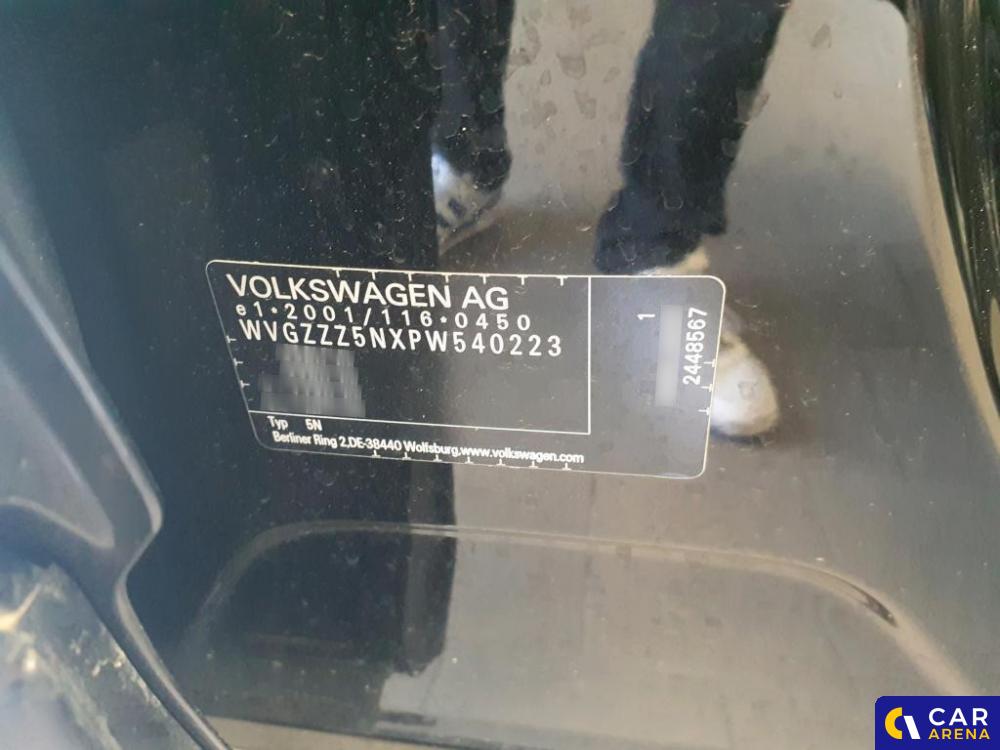 VOLKSWAGEN AG
e1*2001/116*0450
WVGZZZ5NXPW540223
Typ 5N
Berliner Ring 2,DE-38440 Wolfsburg.www.volkswagen.com
1
2448567
CAR
ARENA